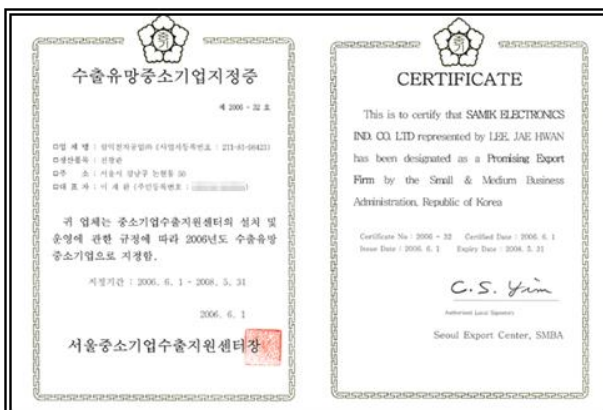 수출유망중소기업지정증
제 2006 - 32 호
업 체 명 : 삼익전자공업㈜ (사업자등록번호 : 211-81-98423)
생산품목 : 전광판
주 소 : 서울시 강남구 논현동 50
대 표 자 : 이 재 환 (주민등록번호 :
귀 업체는 중소기업수출지원센터의 설치 및
운영에 관한 규정에 따라 2006년도 수출유망
중소기업으로 지정함.
지정기간 : 2006. 6. 1 - 2008. 5. 31
2006. 6. 1
서울중소기업수출지원센터장
CERTIFICATE
This is to certify that SAMIK ELECTRONICS
IND. CO. LTD represented by LEE, JAE HWAN
has been designated as a Promising Export
Firm by the Small & Medium Business
Administration, Republic of Korea
Certificate No : 2006 - 32 Certified Date : 2006. 6. 1
Issue Date : 2006. 6. 1 Expiry Date : 2008. 5. 31
C.S. Yim
Authorized Local Signatory
Seoul Export Center, SMBA